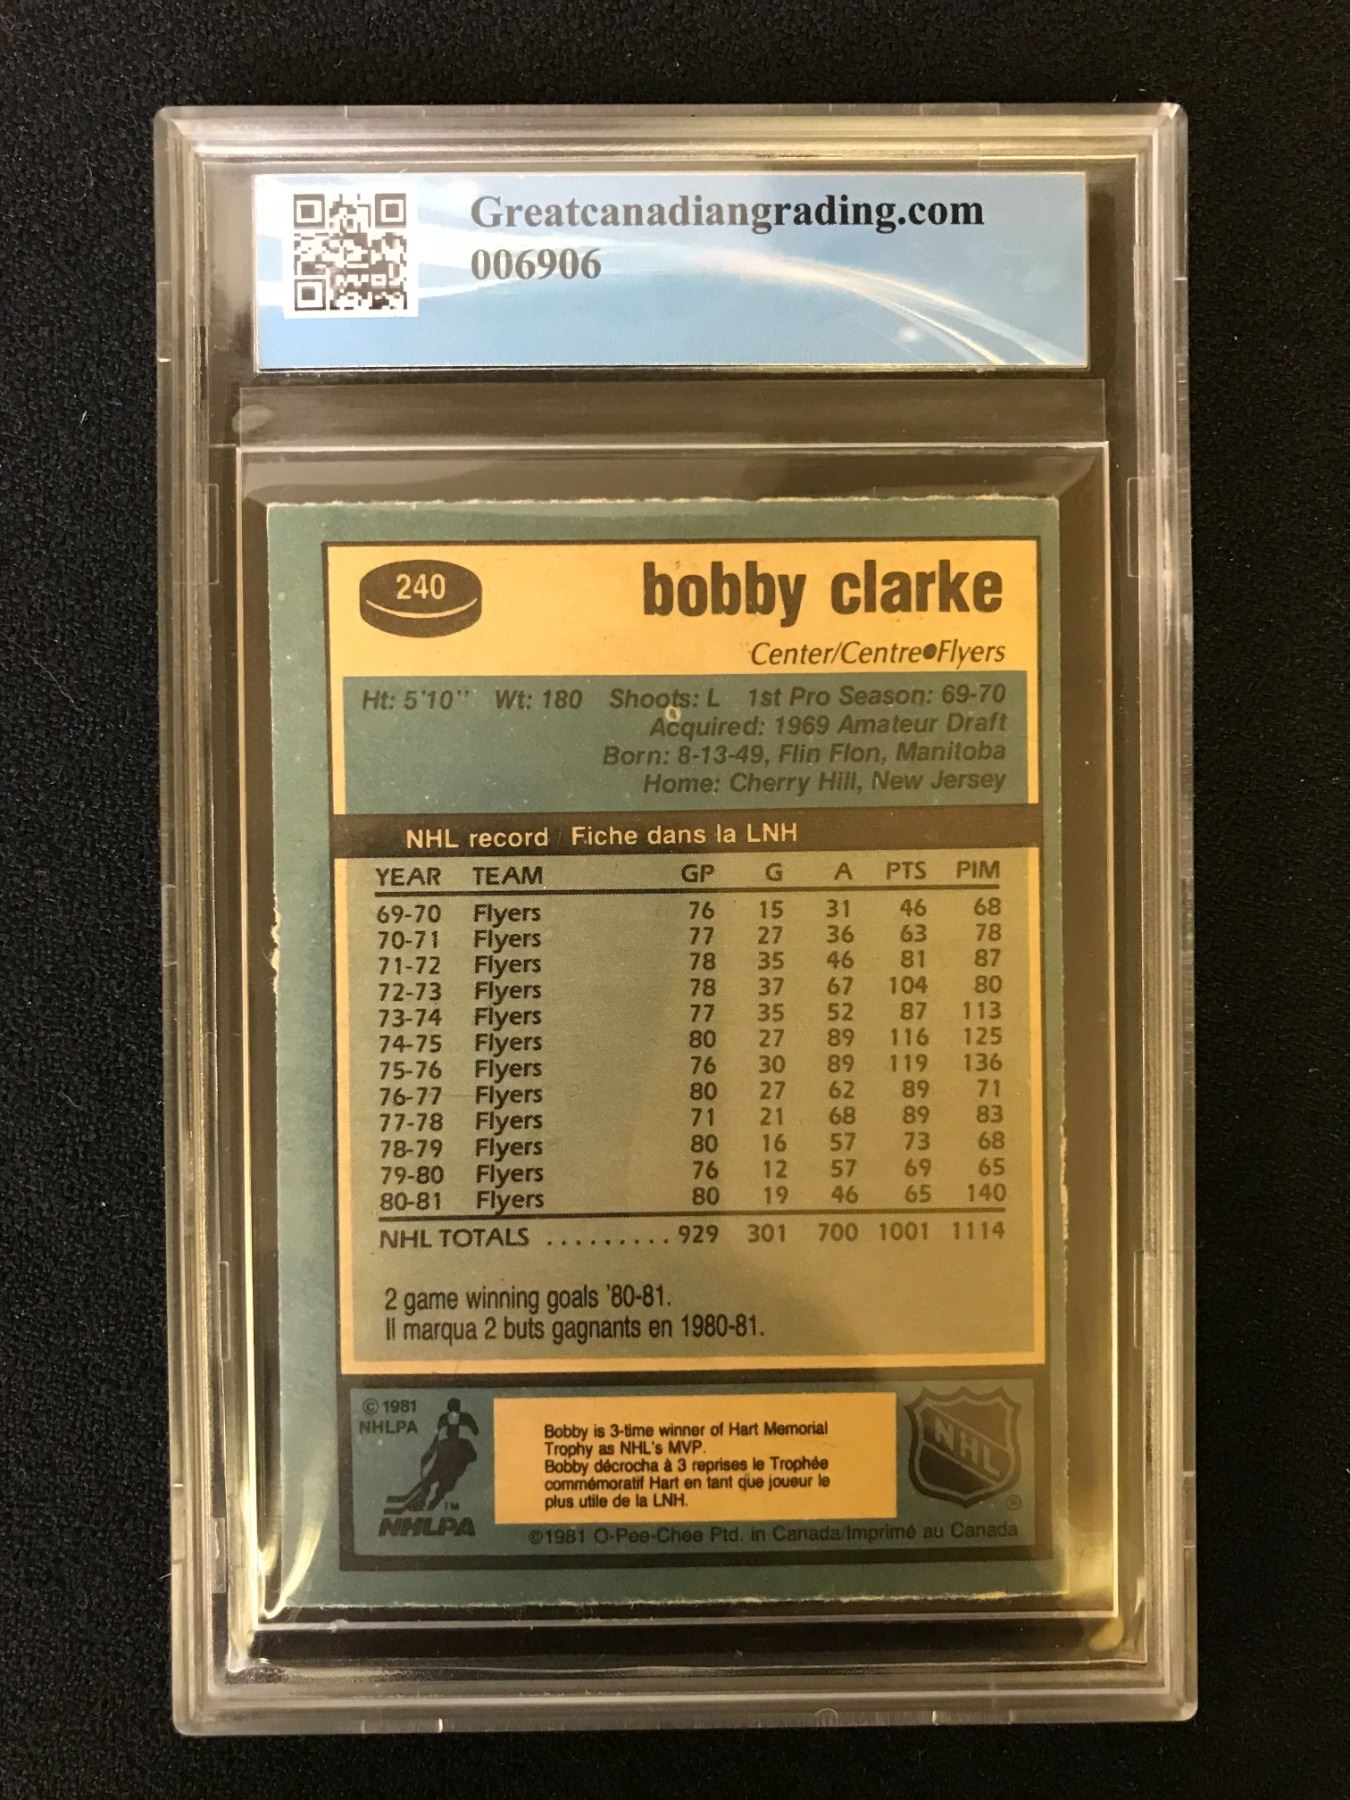 Greatcanadiangrading.com
006906
240
bobby clarke
Center/Centre●Flyers
Ht: 5'10'' Wt: 180 Shoots: L 1st Pro Season: 69-70
Acquired: 1969 Amateur Draft
Born: 8-13-49, Flin Flon, Manitoba
Home: Cherry Hill, New Jersey
NHL record / Fiche dans la LNH
YEAR TEAM GP G A PTS PIM
69-70 Flyers 76 15 31 46 68
70-71 Flyers 77 27 36 63 78
71-72 Flyers 78 35 46 81 87
72-73 Flyers 78 37 67 104 80
73-74 Flyers 77 35 52 87 113
74-75 Flyers 80 27 89 116 125
75-76 Flyers 76 30 89 119 136
76-77 Flyers 80 27 62 89 71
77-78 Flyers 71 21 68 89 83
78-79 Flyers 80 16 57 73 68
79-80 Flyers 76 12 57 69 65
80-81 Flyers 80 19 46 65 140
NHL TOTALS ......... 929 301 700 1001 1114
2 game winning goals '80-81.
Il marqua 2 buts gagnants en 1980-81.
©1981
NHLPA
TM
NHLPA
Bobby is 3-time winner of Hart Memorial
Trophy as NHL's MVP.
Bobby décrocha à 3 reprises le Trophée
commémoratif Hart en tant que joueur le
plus utile de la LNH.
NHL
®
©1981 O-Pee-Chee Ptd. in Canada/Imprimé au Canada